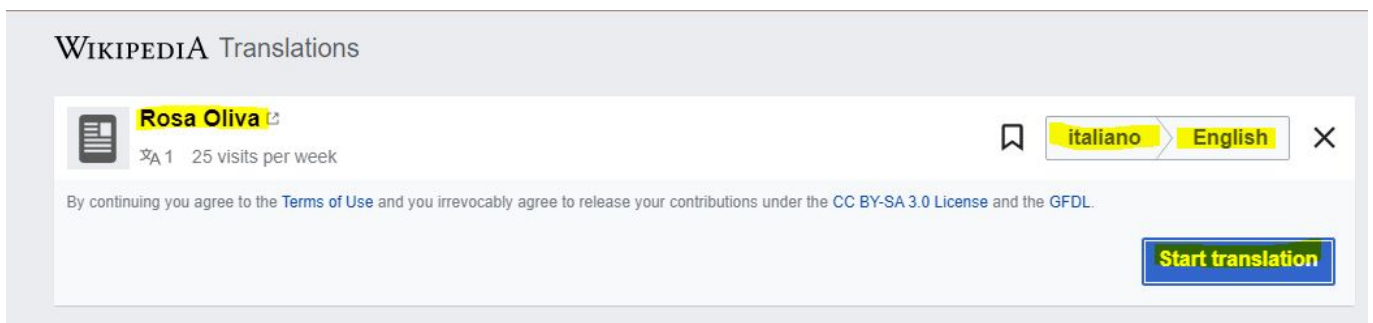 WIKIPEDIA Translations
Rosa Oliva
italiano English
文A 1 25 visits per week
By continuing you agree to the Terms of Use and you irrevocably agree to release your contributions under the CC BY-SA 3.0 License and the GFDL.
Start translation